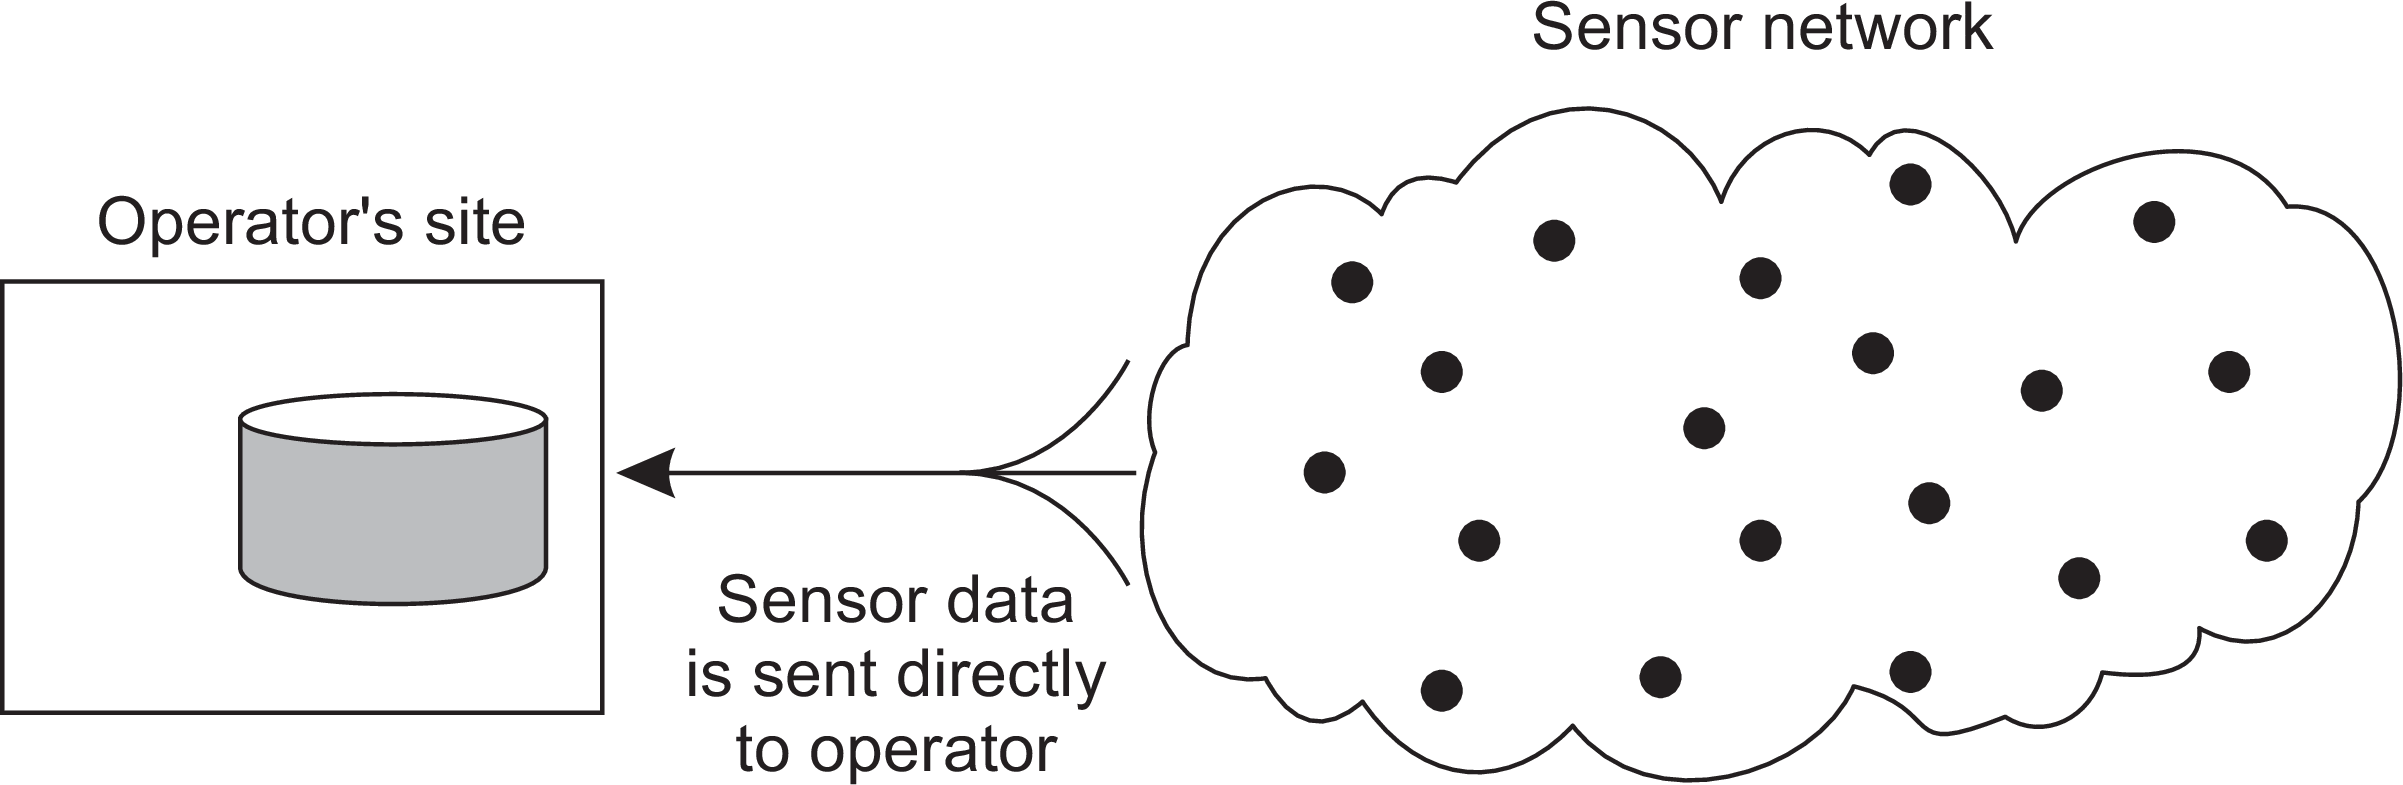 Sensor network
Operator's site
Sensor data
is sent directly
to operator